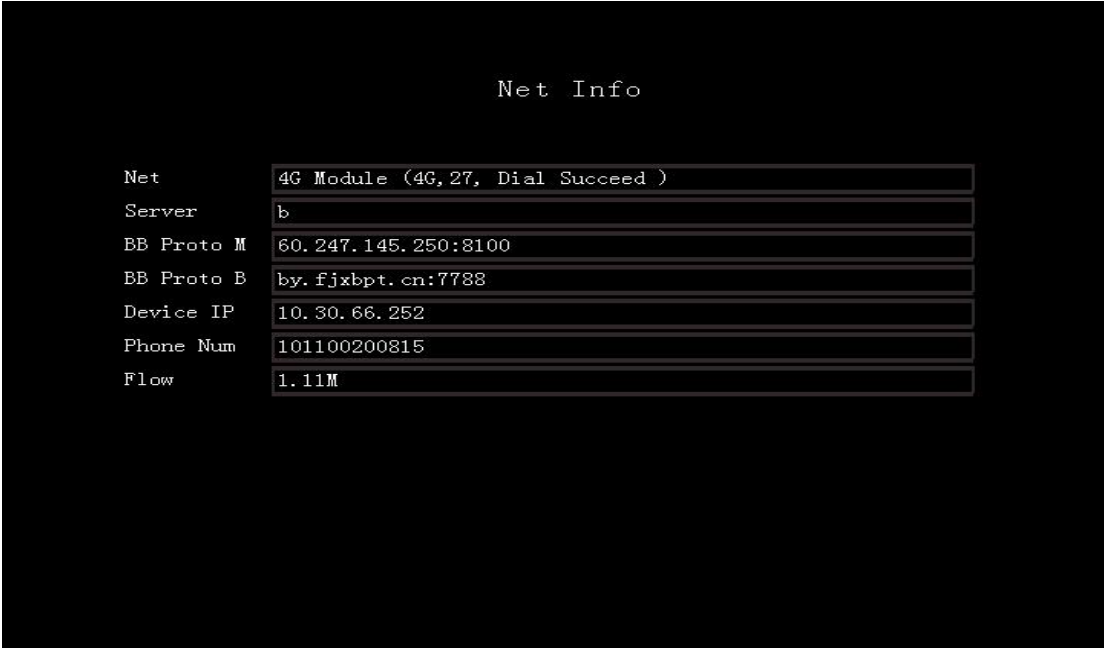 Net Info
Net 4G Module (4G,27, Dial Succeed )
Server b
BB Proto M 60.247.145.250:8100
BB Proto B by.fjxbpt.cn:7788
Device IP 10.30.66.252
Phone Num 101100200815
Flow 1.11M